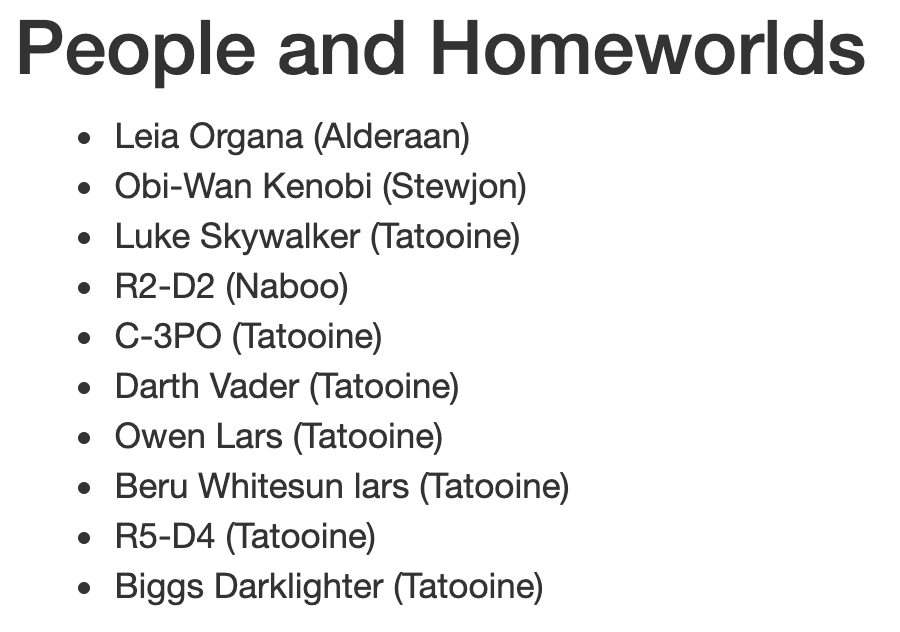 People and Homeworlds
• Leia Organa (Alderaan)
• Obi-Wan Kenobi (Stewjon)
• Luke Skywalker (Tatooine)
• R2-D2 (Naboo)
• C-3PO (Tatooine)
• Darth Vader (Tatooine)
• Owen Lars (Tatooine)
• Beru Whitesun lars (Tatooine)
• R5-D4 (Tatooine)
• Biggs Darklighter (Tatooine)